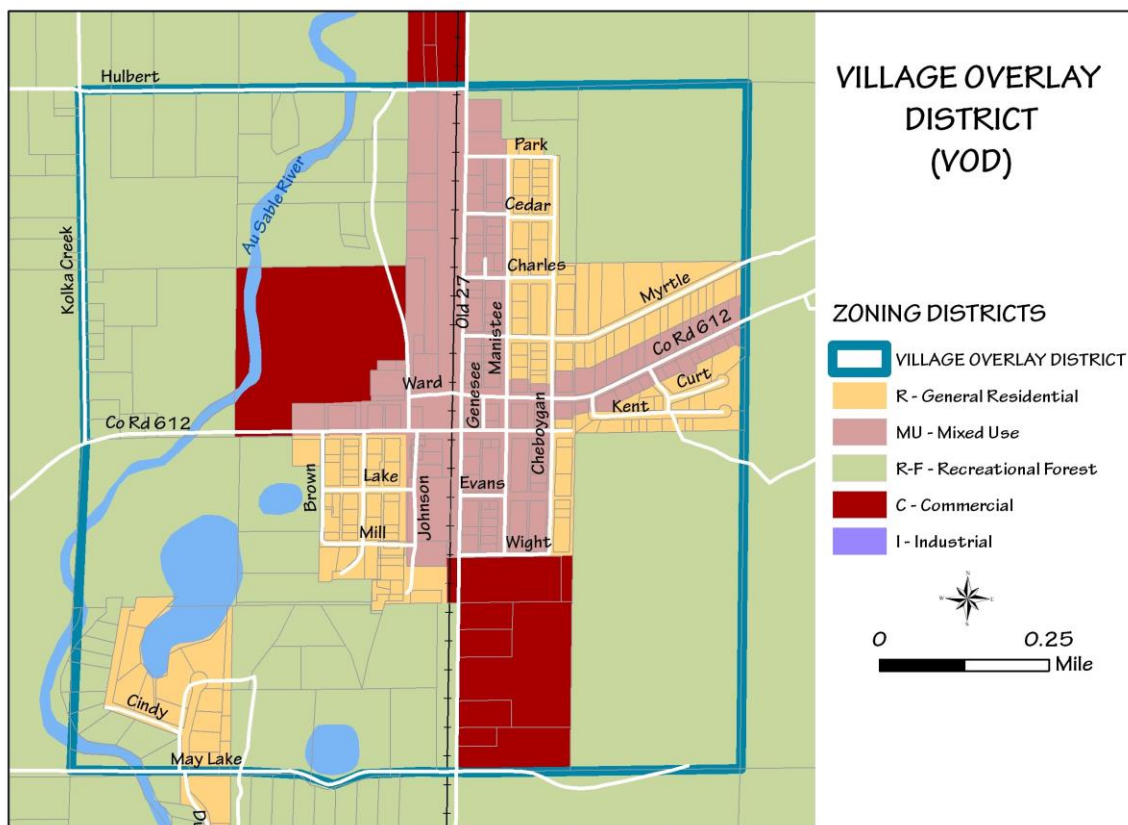 VILLAGE OVERLAY
DISTRICT
(VOD)
ZONING DISTRICTS
VILLAGE OVERLAY DISTRICT
R - General Residential
MU - Mixed Use
R-F - Recreational Forest
C - Commercial
I - Industrial
N
W
E
S
0
0.25
Mile
Hulbert
Park
Au Sable River
Cedar
Kolka Creek
Charles
Old 27
Manistee
Myrtle
Co Rd 612
Ward
Genesee
Curt
Kent
Co Rd 612
Cheboygan
Brown
Lake
Evans
Johnson
Mill
Wight
Cindy
May Lake